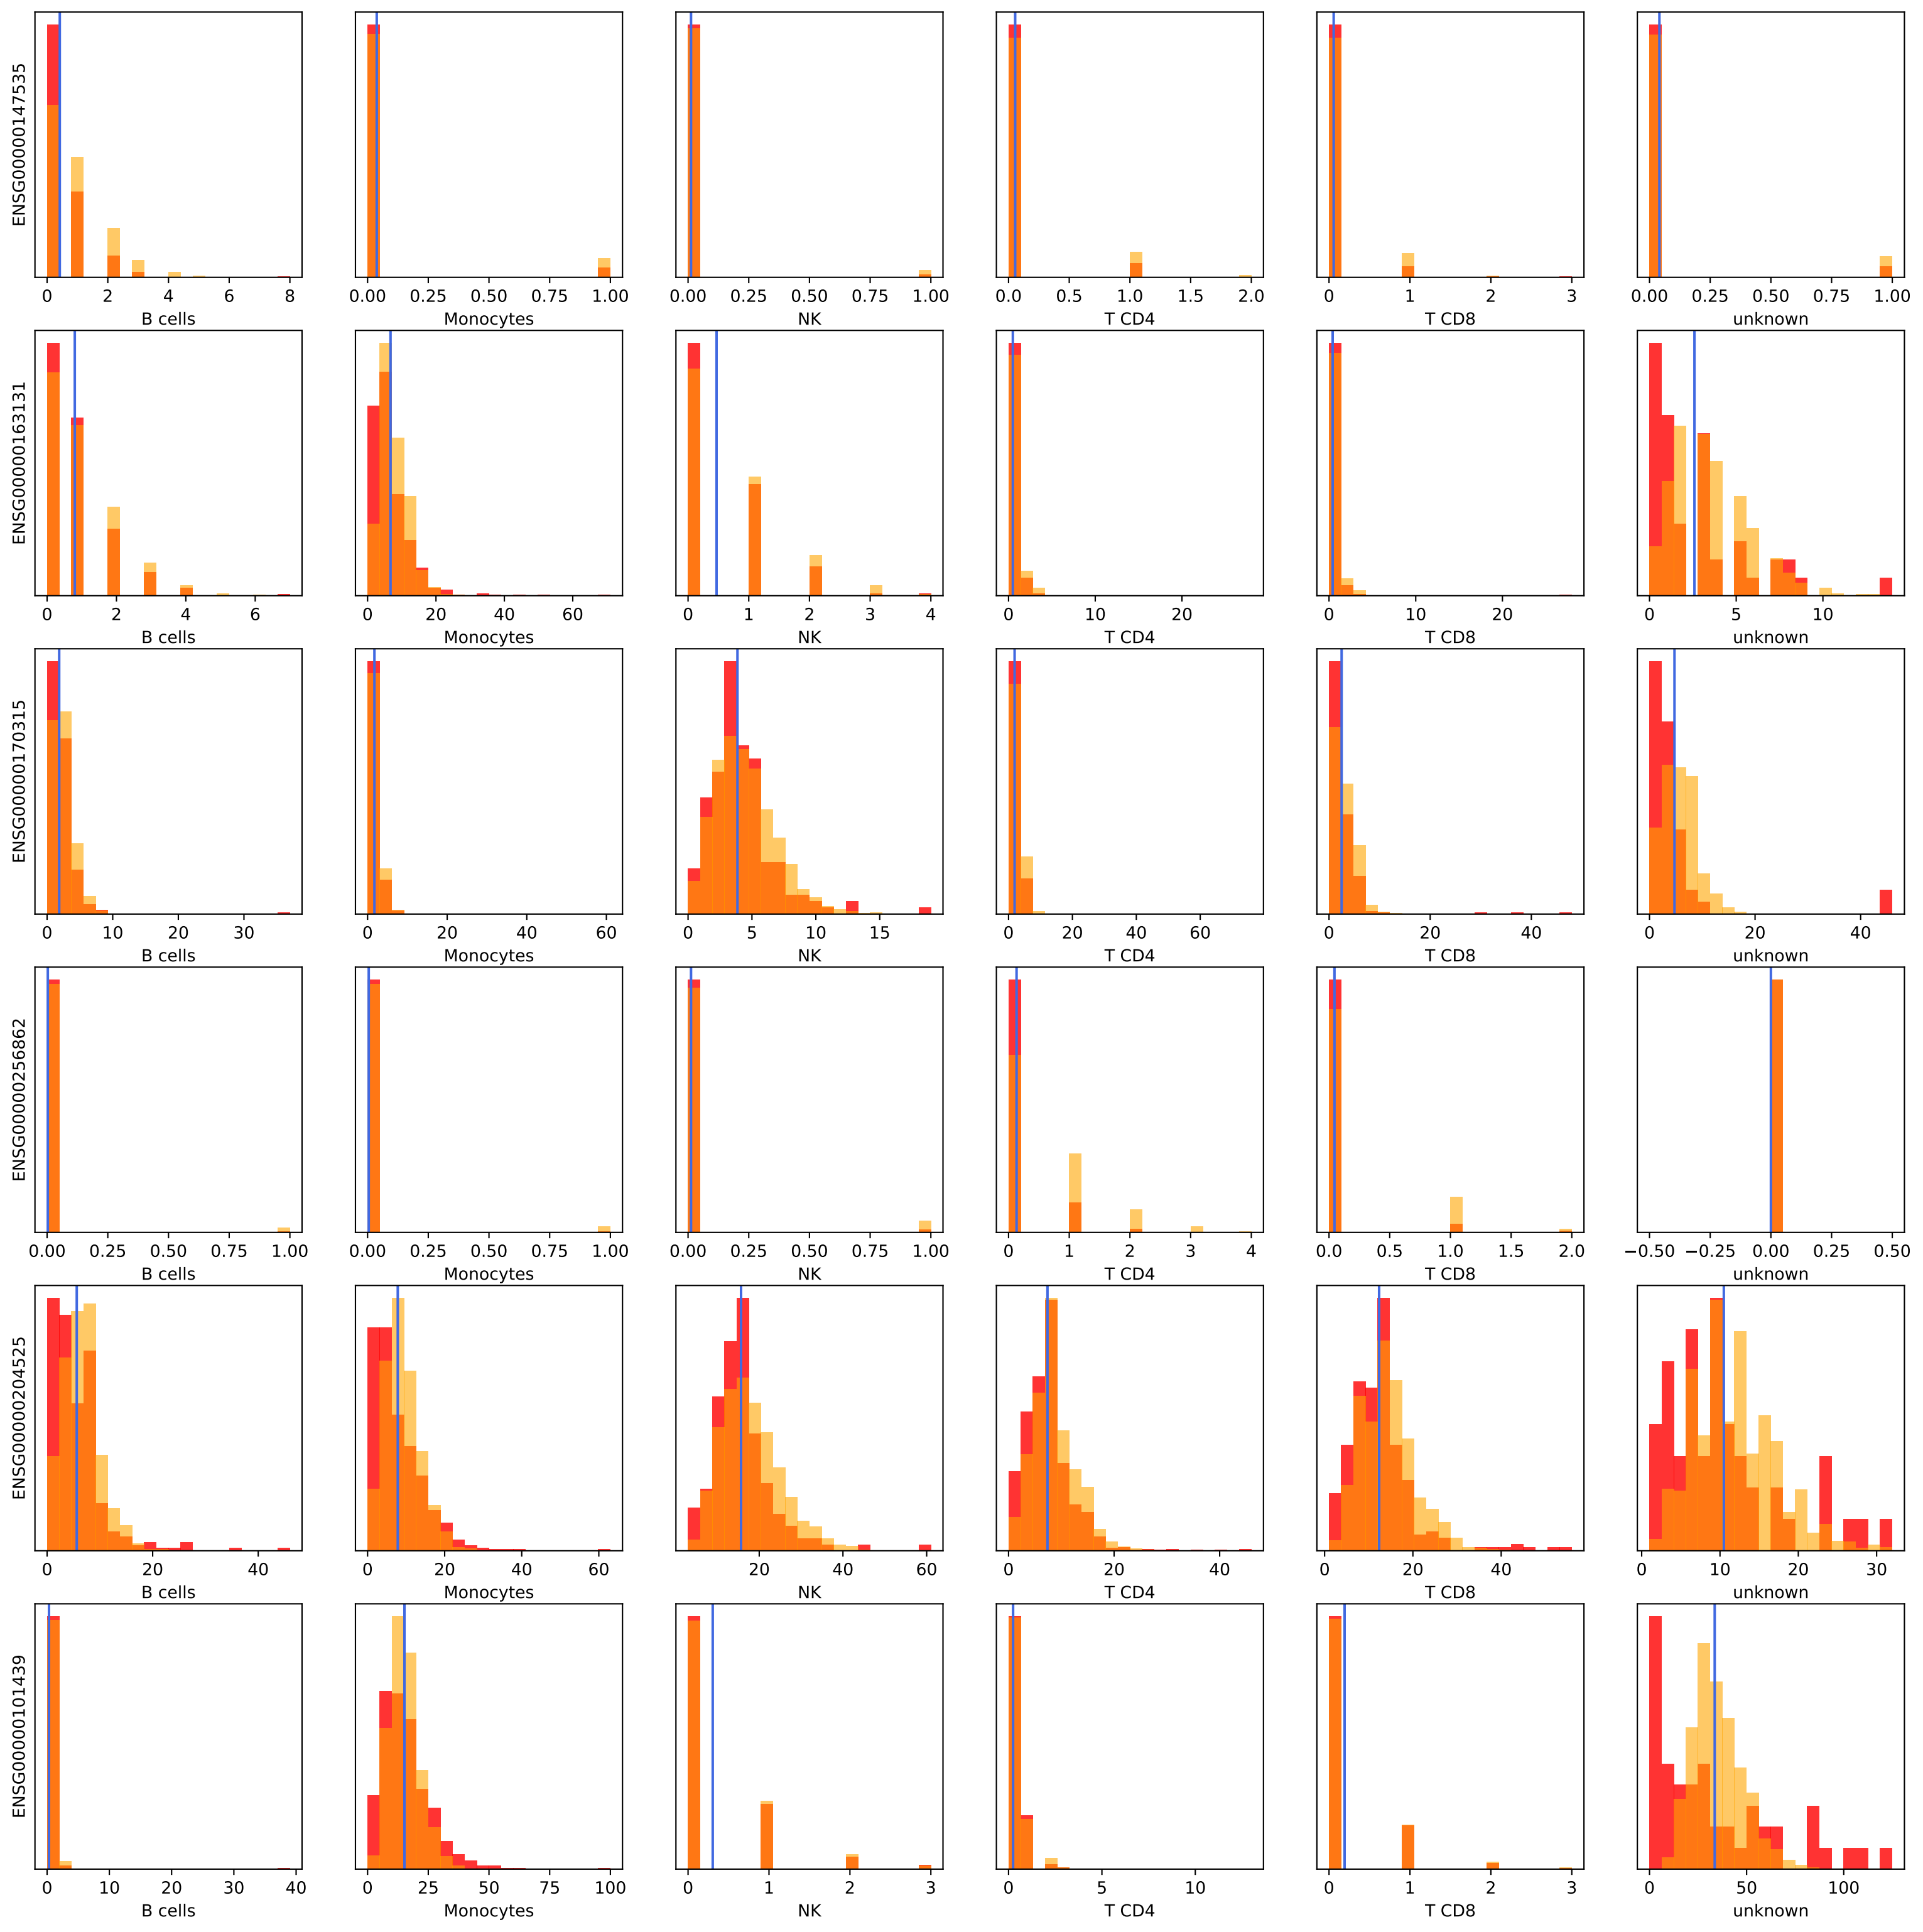 ENSG00000147535
0 2 4 6 8
0.00 0.25 0.50 0.75 1.00
0.00 0.25 0.50 0.75 1.00
0.0 0.5 1.0 1.5 2.0
0 1 2 3
0.00 0.25 0.50 0.75 1.00
B cells Monocytes NK T CD4 T CD8 unknown
ENSG00000163131
0 2 4 6
0 20 40 60
0 1 2 3 4
0 10 20
0 10 20
0 5 10
B cells Monocytes NK T CD4 T CD8 unknown
ENSG00000170315
0 10 20 30
0 20 40 60
0 5 10 15
0 20 40 60
0 20 40
0 20 40
B cells Monocytes NK T CD4 T CD8 unknown
ENSG00000256862
0.00 0.25 0.50 0.75 1.00
0.00 0.25 0.50 0.75 1.00
0.00 0.25 0.50 0.75 1.00
0 1 2 3 4
0.0 0.5 1.0 1.5 2.0
−0.50 −0.25 0.00 0.25 0.50
B cells Monocytes NK T CD4 T CD8 unknown
ENSG00000204525
0 20 40
0 20 40 60
20 40 60
0 20 40
0 20 40
0 10 20 30
B cells Monocytes NK T CD4 T CD8 unknown
ENSG00000101439
0 10 20 30 40
0 25 50 75 100
0 1 2 3
0 5 10
0 1 2 3
0 50 100
B cells Monocytes NK T CD4 T CD8 unknown